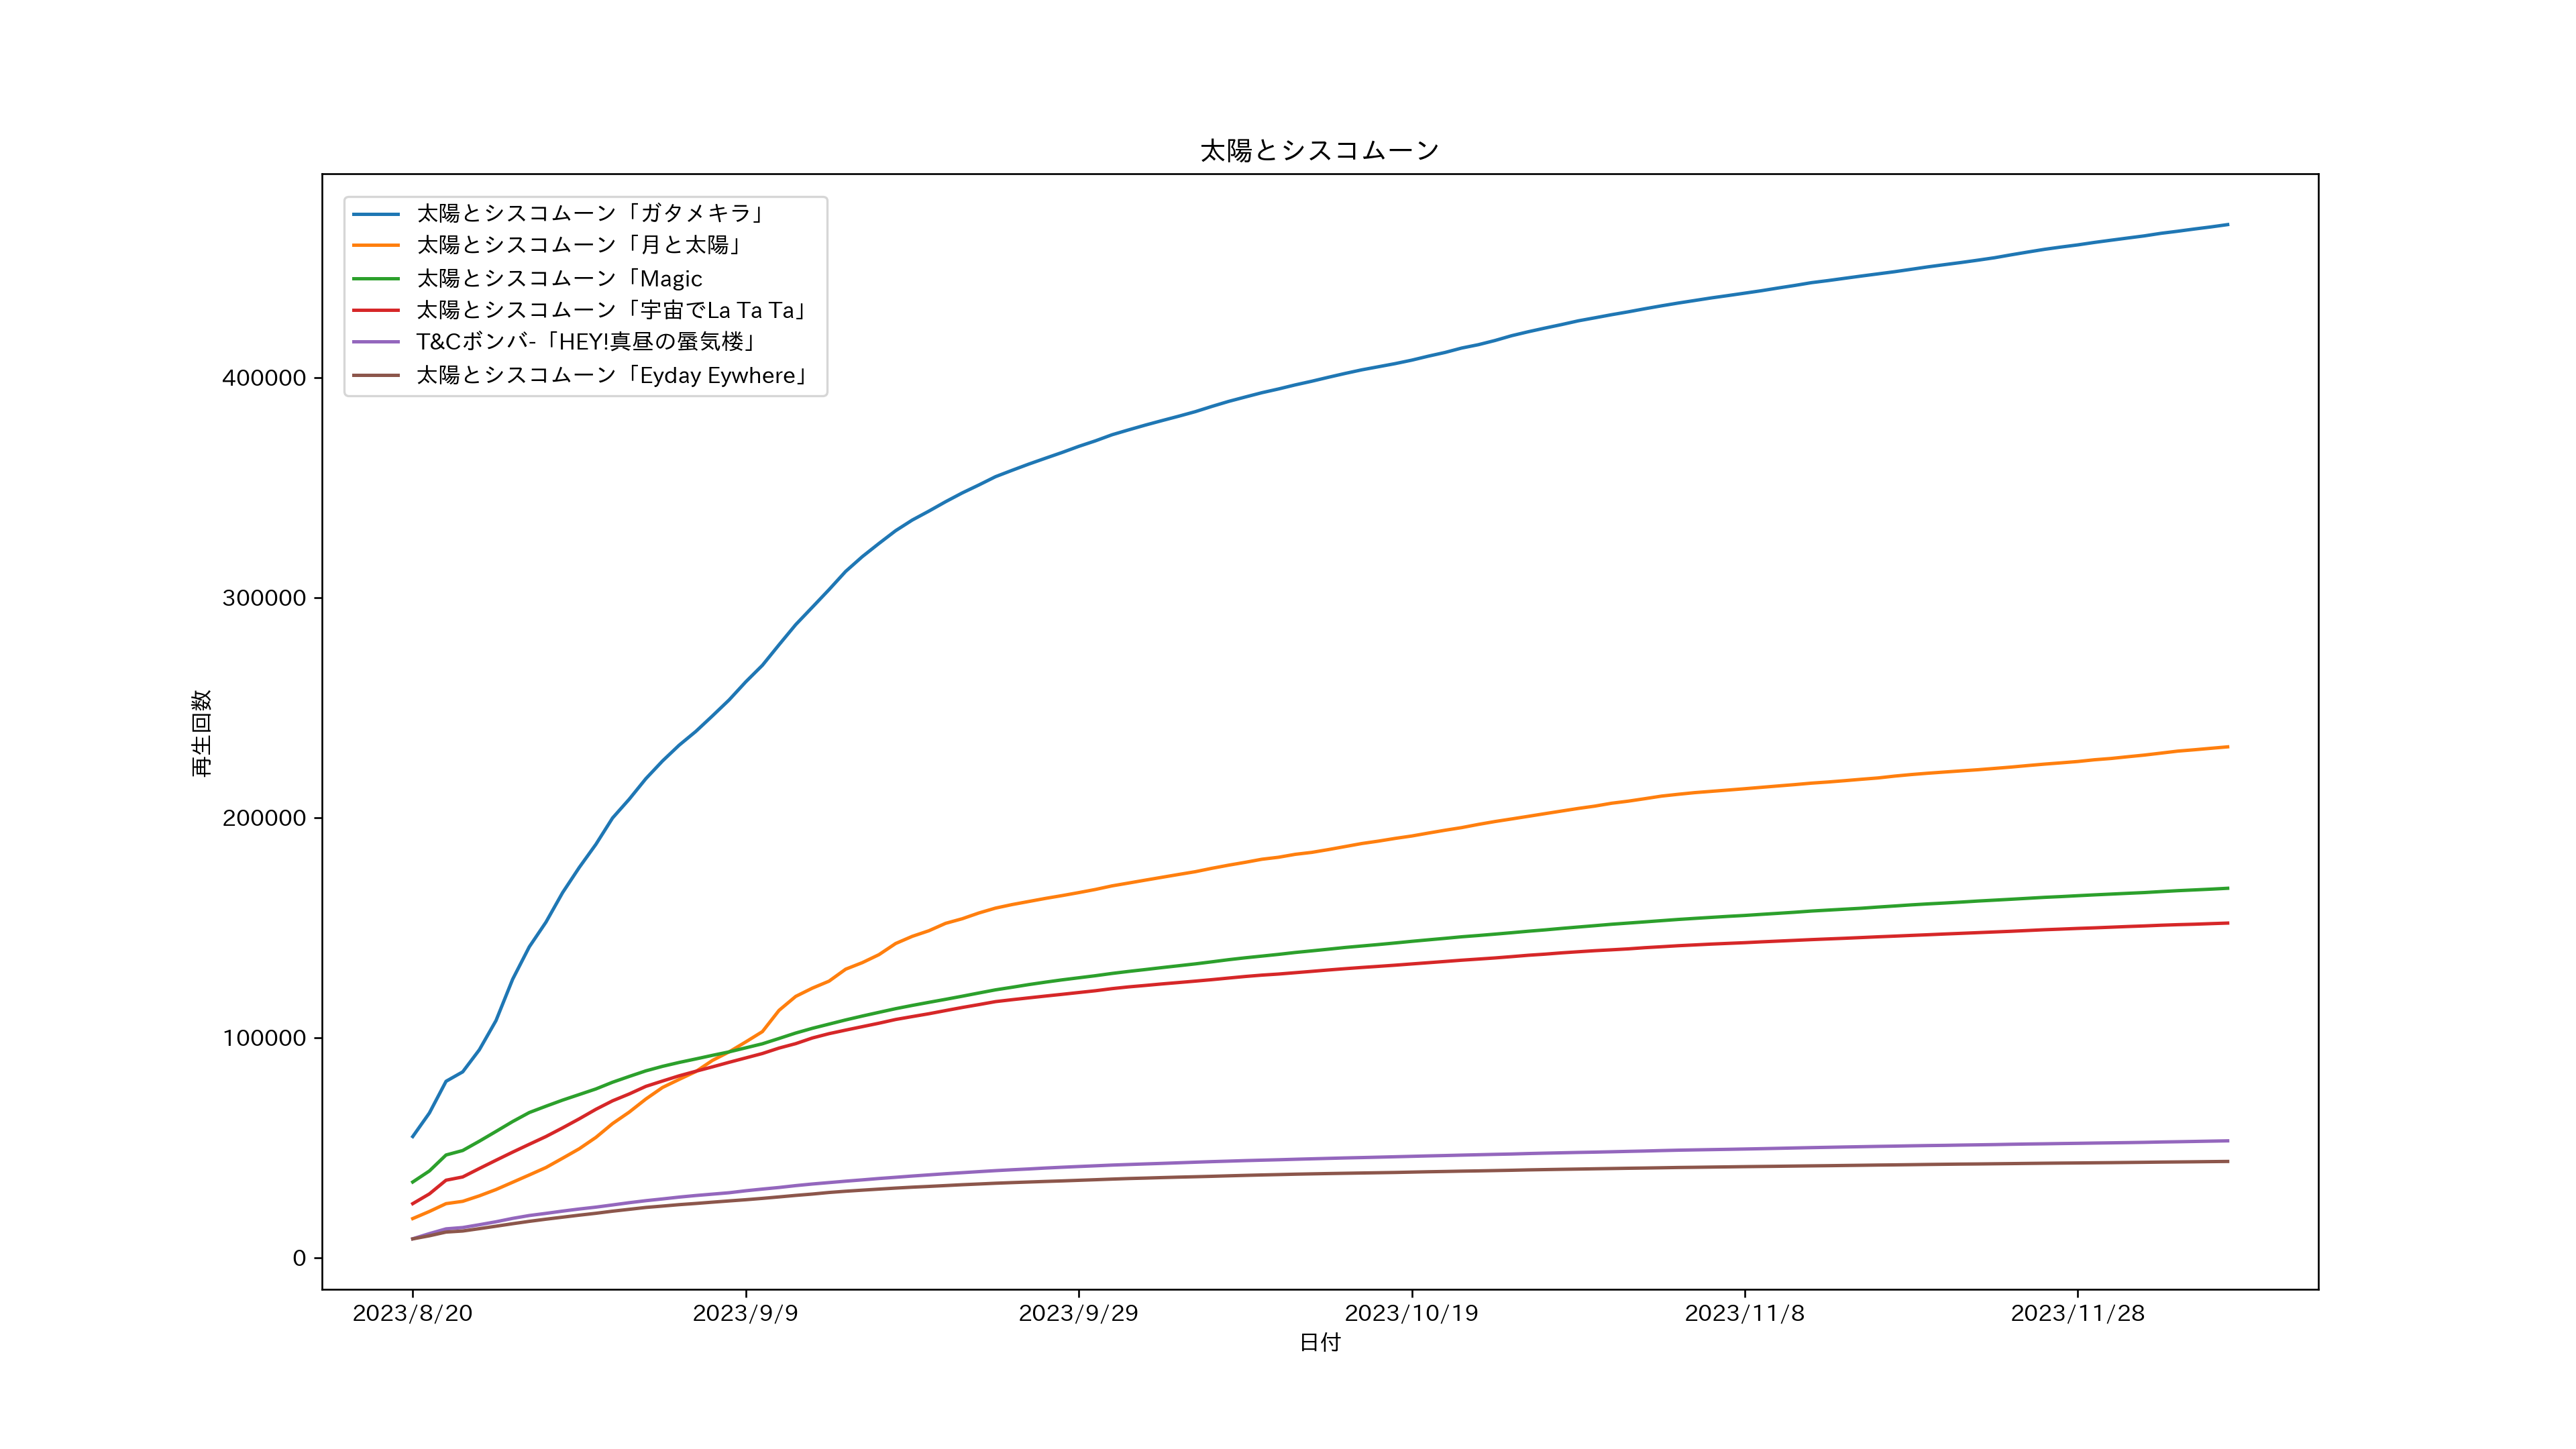 太陽とシスコムーン
太陽とシスコムーン「ガタメキラ」
太陽とシスコムーン「月と太陽」
太陽とシスコムーン「Magic
太陽とシスコムーン「宇宙でLa Ta Ta」
T&Cボンバ-「HEY!真昼の蜃気楼」
太陽とシスコムーン「Eyday Eywhere」
400000
300000
200000
100000
0
再生回数
2023/8/20 2023/9/9 2023/9/29 2023/10/19 2023/11/8 2023/11/28
日付